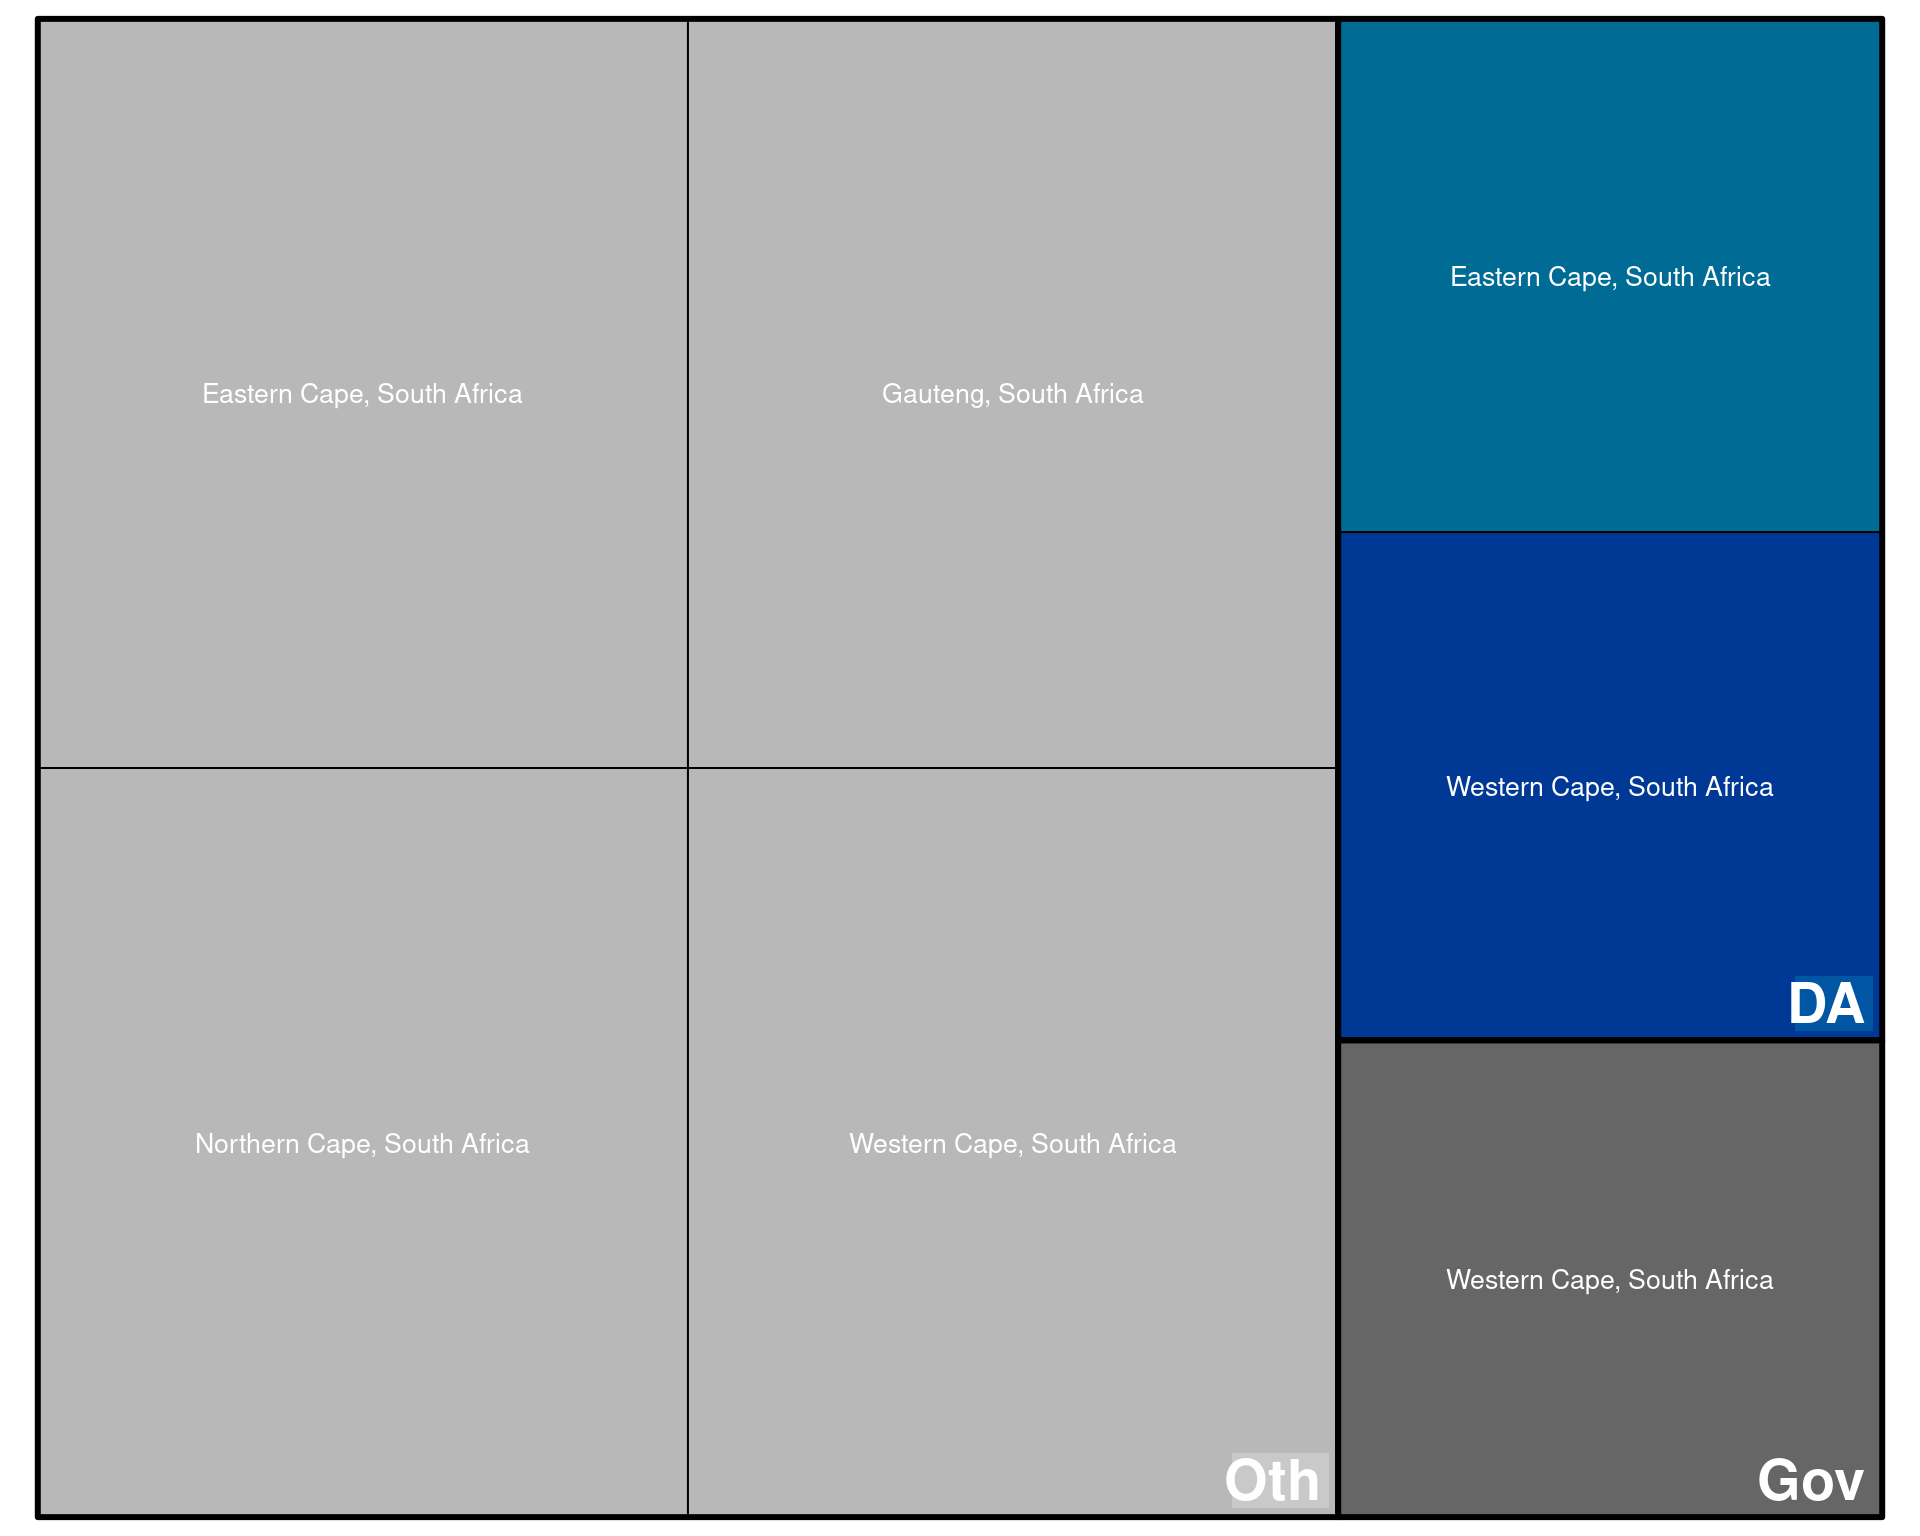 Eastern Cape, South Africa
Gauteng, South Africa
Northern Cape, South Africa
Western Cape, South Africa
Oth
Eastern Cape, South Africa
Western Cape, South Africa
DA
Western Cape, South Africa
Gov